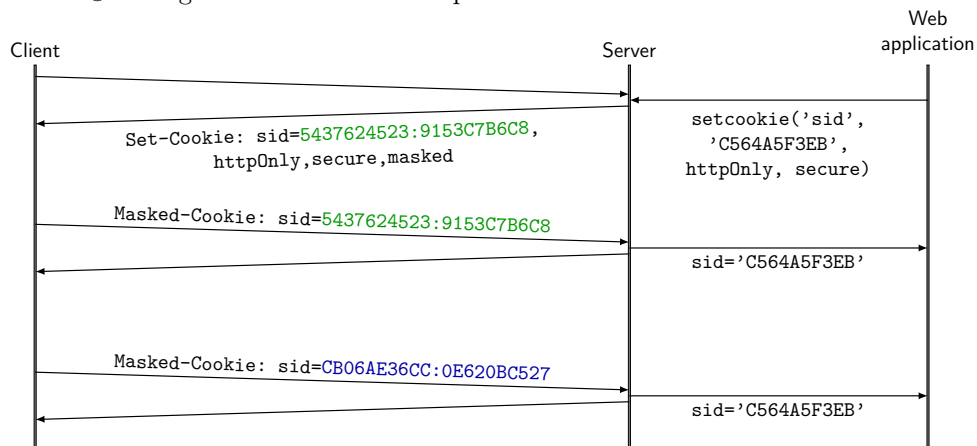 Web
application
Client
Server
Set-Cookie: sid=5437624523:9153C7B6C8,
httpOnly,secure,masked
setcookie('sid',
'C564A5F3EB',
httpOnly, secure)
Masked-Cookie: sid=5437624523:9153C7B6C8
sid='C564A5F3EB'
Masked-Cookie: sid=CB06AE36CC:0E620BC527
sid='C564A5F3EB'